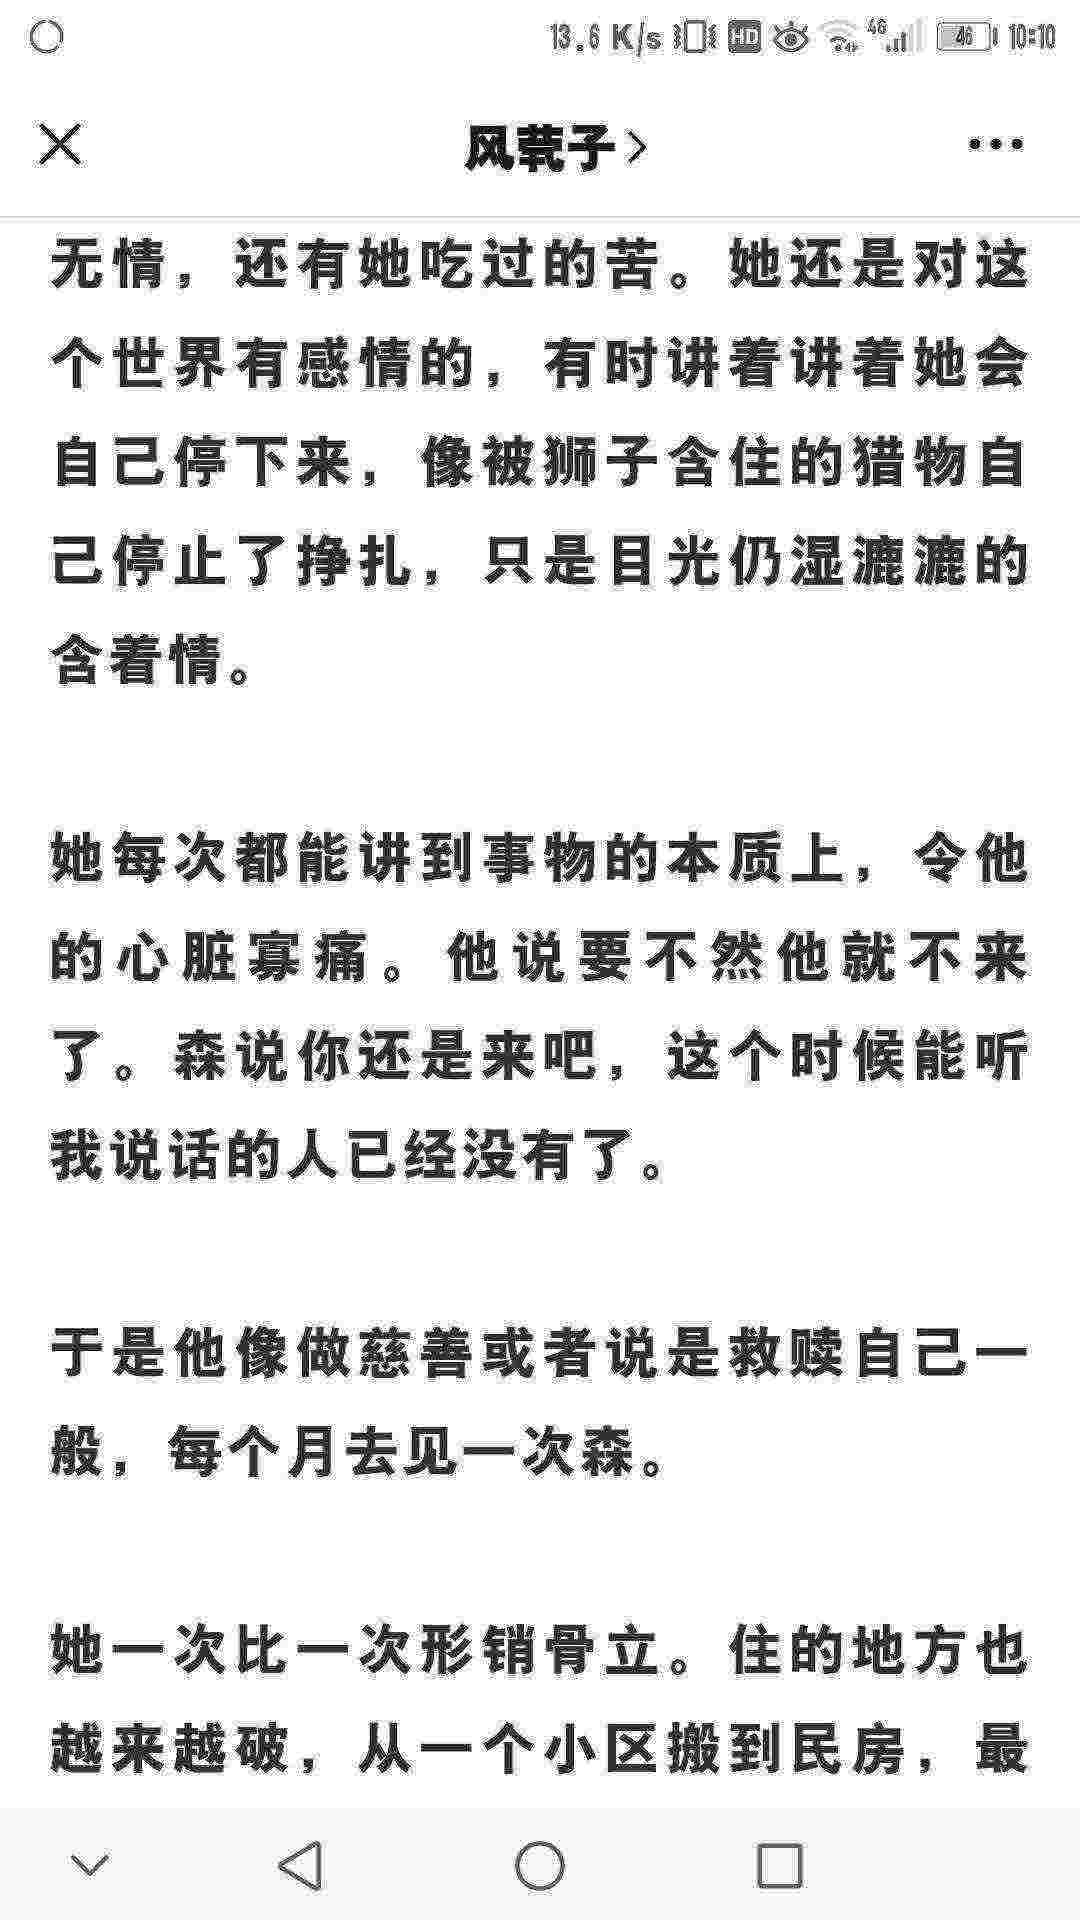 13.6 K/s HD 4G 46 10:10
风茕子
无情，还有她吃过的苦。她还是对这
个世界有感情的，有时讲着讲着她会
自己停下来，像被狮子含住的猎物自
己停止了挣扎，只是目光仍湿漉漉的
含着情。
她每次都能讲到事物的本质上，令他
的心脏寡痛。他说要不然他就不来
了。森说你还是来吧，这个时候能听
我说话的人已经没有了。
于是他像做慈善或者说是救赎自己一
般，每个月去见一次森。
她一次比一次形销骨立。住的地方也
越来越破，从一个小区搬到民房，最